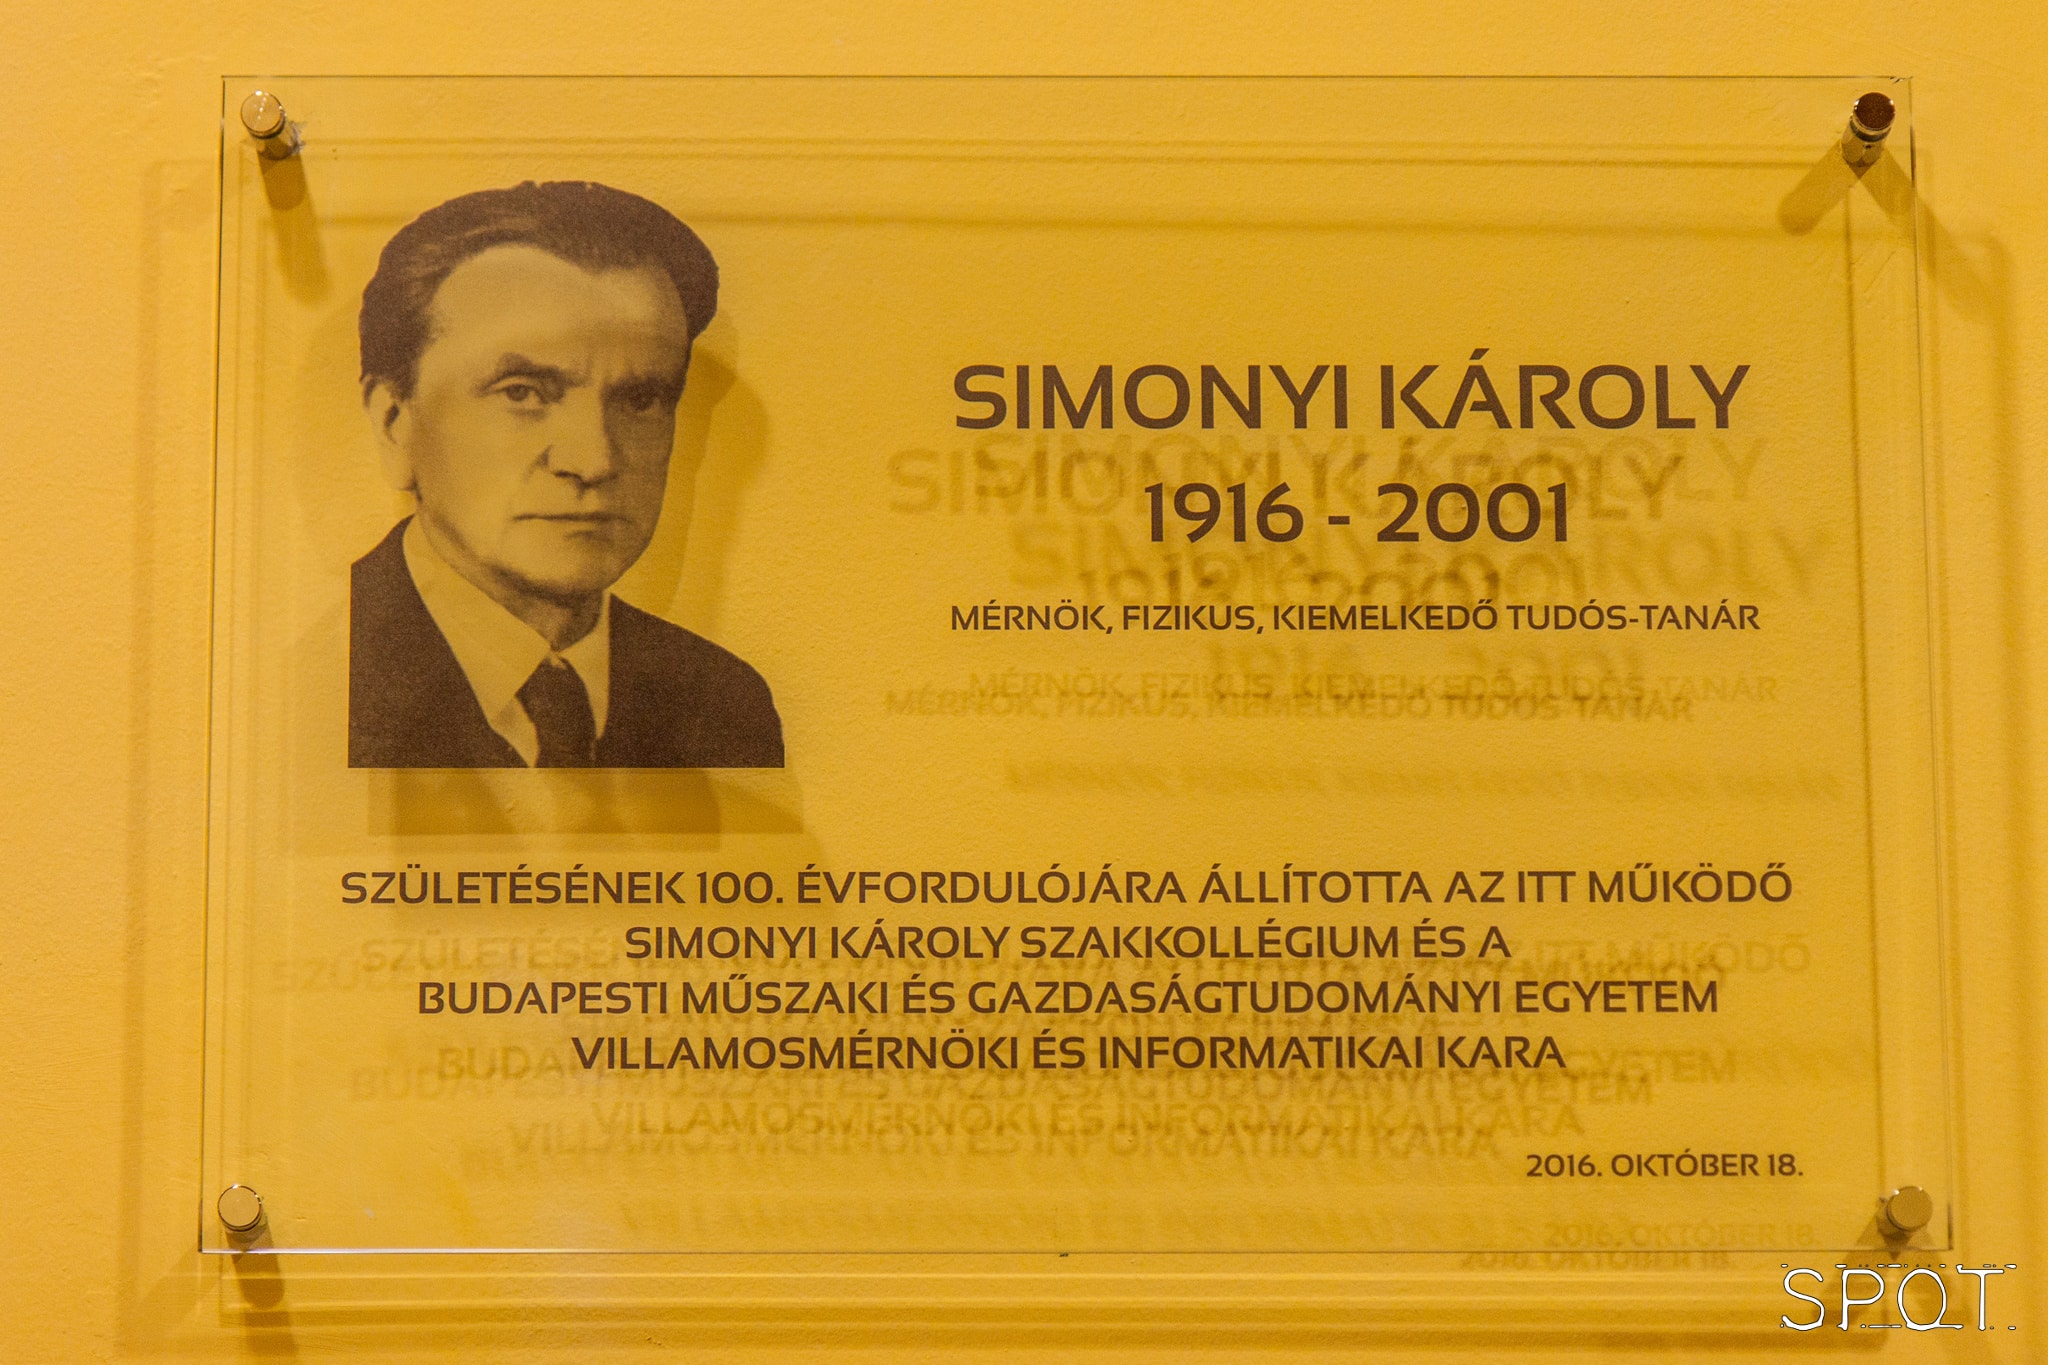 SIMONYI KÁROLY
1916 - 2001
MÉRNÖK, FIZIKUS, KIEMELKEDŐ TUDÓS-TANÁR
SZÜLETÉSÉNEK 100. ÉVFORDULÓJÁRA ÁLLÍTOTTA AZ ITT MŰKÖDŐ
SIMONYI KÁROLY SZAKKOLLÉGIUM ÉS A
BUDAPESTI MŰSZAKI ÉS GAZDASÁGTUDOMÁNYI EGYETEM
VILLAMOSMÉRNÖKI ÉS INFORMATIKAI KARA
2016. OKTÓBER 18.
SPOT